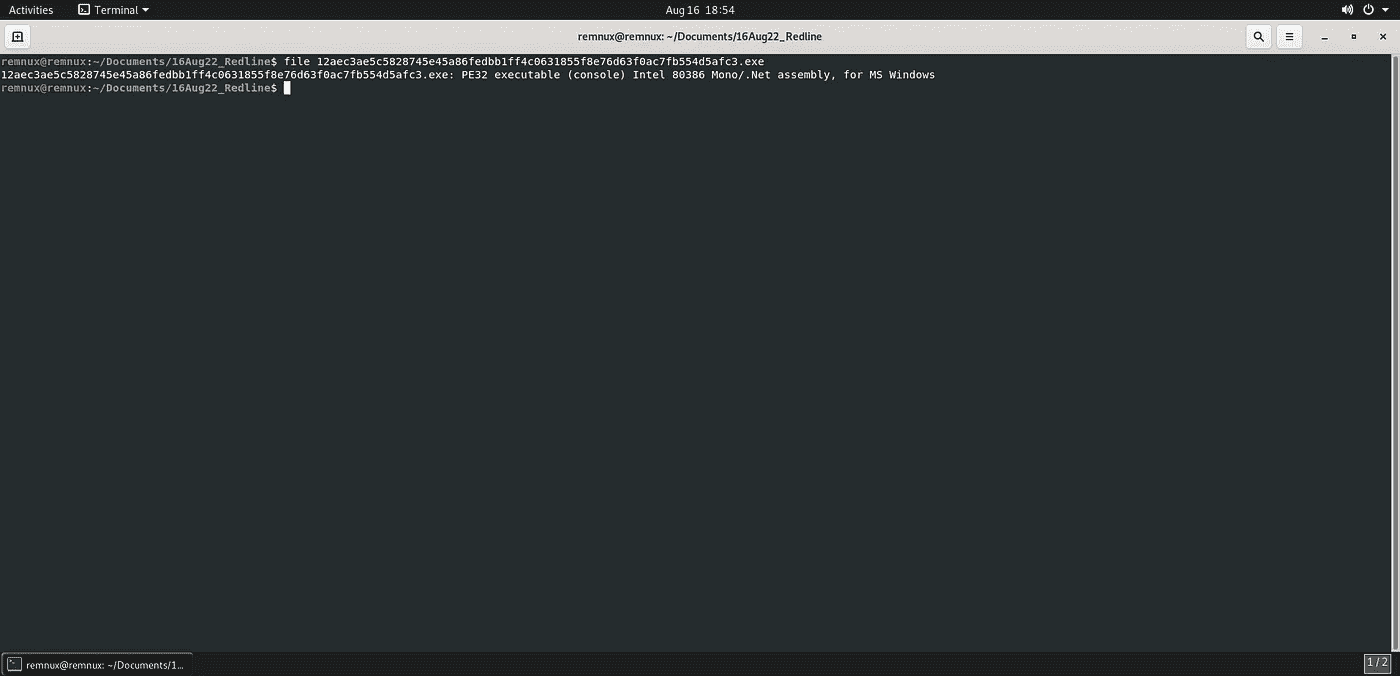 Activities
Terminal
Aug 16 18:54
remnux@remnux: ~/Documents/16Aug22_Redline
remnux@remnux:~/Documents/16Aug22_Redline$ file 12aec3ae5c5828745e45a86fedbb1ff4c0631855f8e76d63f0ac7fb554d5afc3.exe
12aec3ae5c5828745e45a86fedbb1ff4c0631855f8e76d63f0ac7fb554d5afc3.exe: PE32 executable (console) Intel 80386 Mono/.Net assembly, for MS Windows
remnux@remnux:~/Documents/16Aug22_Redline$
remnux@remnux: ~/Documents/1...
1 / 2